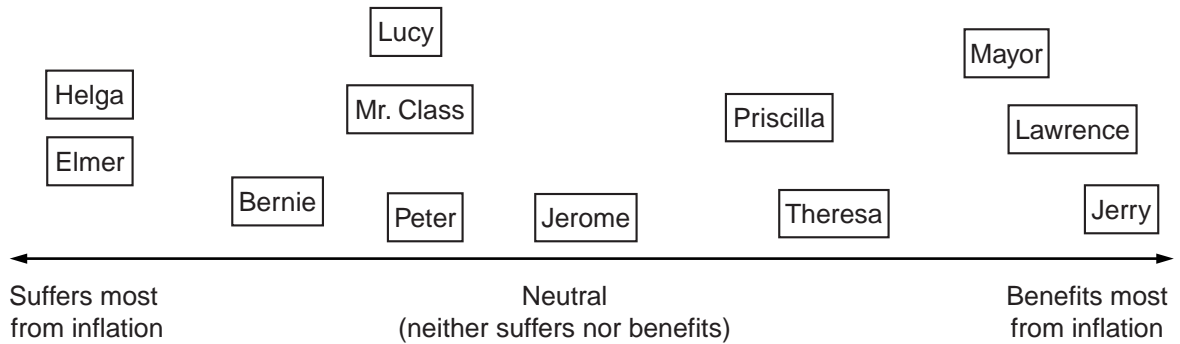 Lucy
Mayor
Helga
Mr. Class
Priscilla
Lawrence
Elmer
Bernie
Peter
Jerome
Theresa
Jerry
Suffers most
from inflation
Neutral
(neither suffers nor benefits)
Benefits most
from inflation